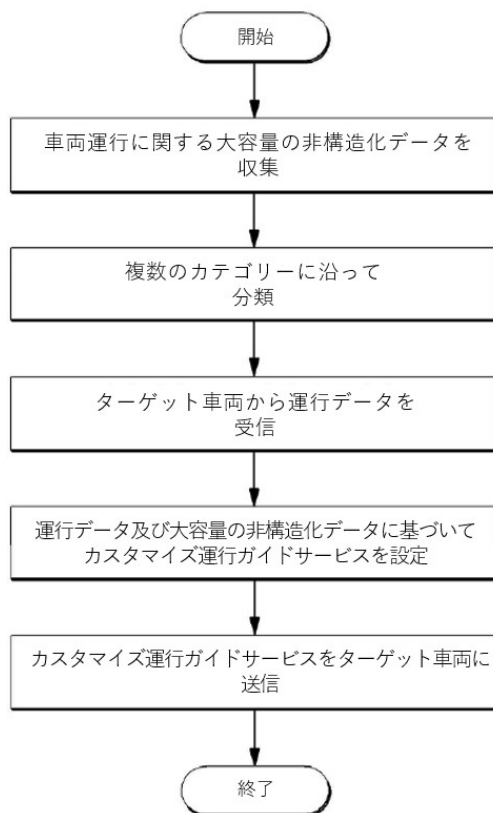 開始
車両運行に関する大容量の非構造化データを
収集
複数のカテゴリーに沿って
分類
ターゲット車両から運行データを
受信
運行データ及び大容量の非構造化データに基づいて
カスタマイズ運行ガイドサービスを設定
カスタマイズ運行ガイドサービスをターゲット車両に
送信
終了